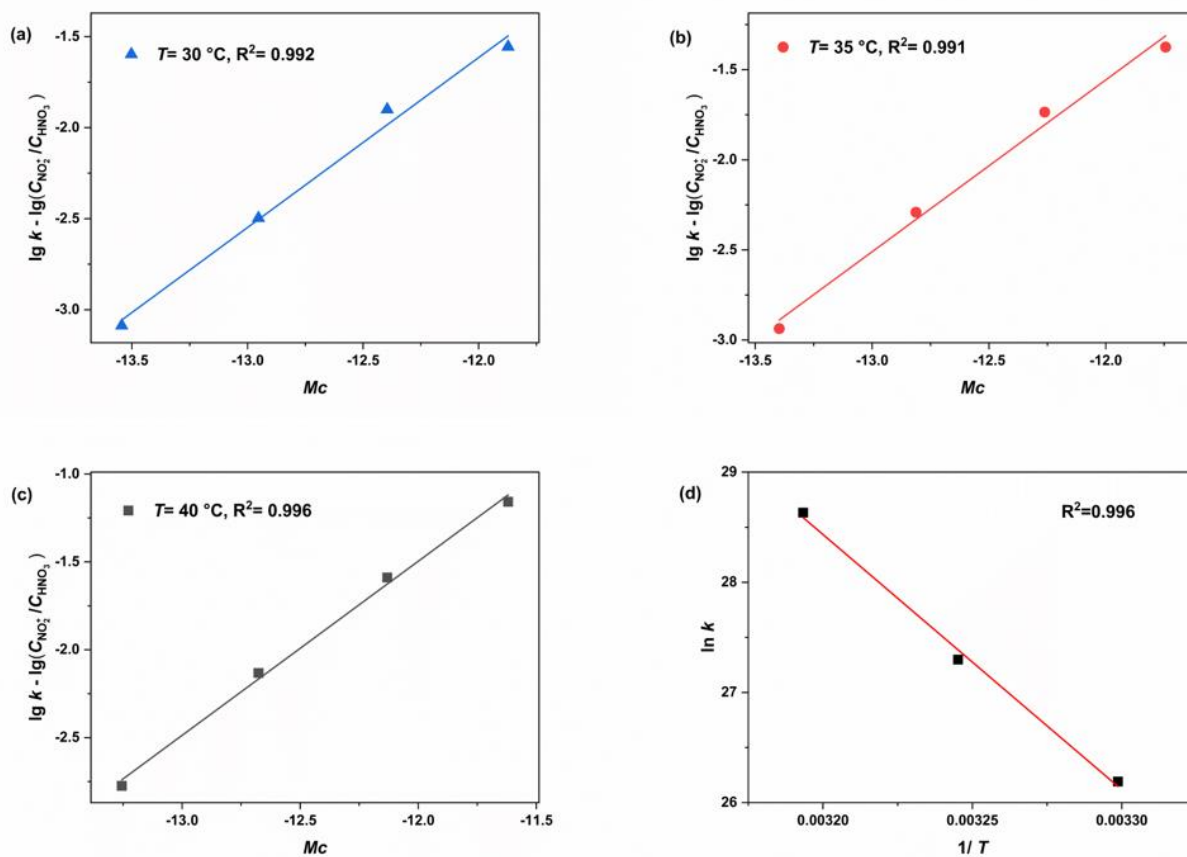 (a)
T= 30 °C, R²= 0.992
-1.5
-2.0
-2.5
-3.0
lg k - lg(C_NO₂⁺ /C_HNO₃ )
-13.5 -13.0 -12.5 -12.0
Mc
(b)
T= 35 °C, R²= 0.991
-1.5
-2.0
-2.5
-3.0
lg k - lg(C_NO₂⁺ /C_HNO₃ )
-13.5 -13.0 -12.5 -12.0
Mc
(c)
T= 40 °C, R²= 0.996
-1.0
-1.5
-2.0
-2.5
lg k - lg(C_NO₂⁺ /C_HNO₃ )
-13.0 -12.5 -12.0 -11.5
Mc
(d)
R²=0.996
29
28
27
26
ln k
0.00320 0.00325 0.00330
1/ T